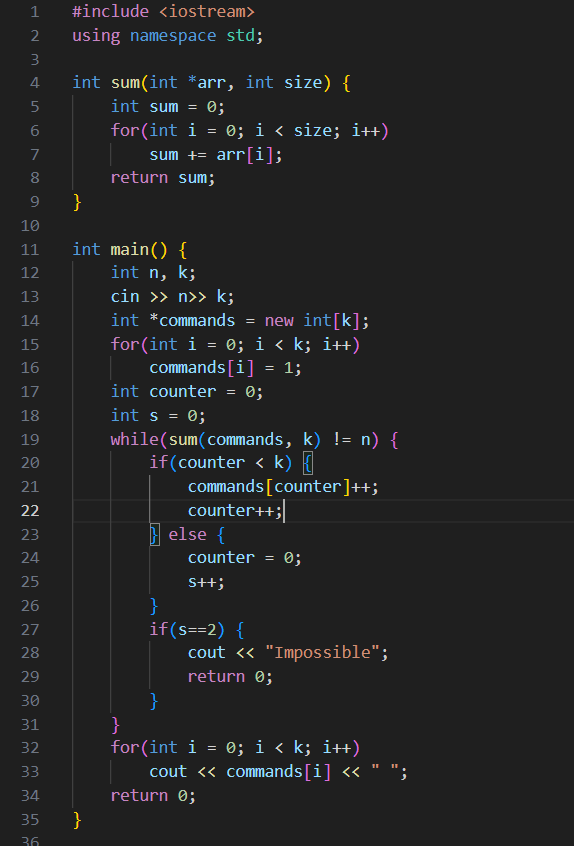 1 #include <iostream>
2 using namespace std;
3
4 int sum(int *arr, int size) {
5     int sum = 0;
6     for(int i = 0; i < size; i++)
7         sum += arr[i];
8     return sum;
9 }
10
11 int main() {
12     int n, k;
13     cin >> n>> k;
14     int *commands = new int[k];
15     for(int i = 0; i < k; i++)
16         commands[i] = 1;
17     int counter = 0;
18     int s = 0;
19     while(sum(commands, k) != n) {
20         if(counter < k) {
21             commands[counter]++;
22             counter++;
23         } else {
24             counter = 0;
25             s++;
26         }
27         if(s==2) {
28             cout << "Impossible";
29             return 0;
30         }
31     }
32     for(int i = 0; i < k; i++)
33         cout << commands[i] << " ";
34     return 0;
35 }
36